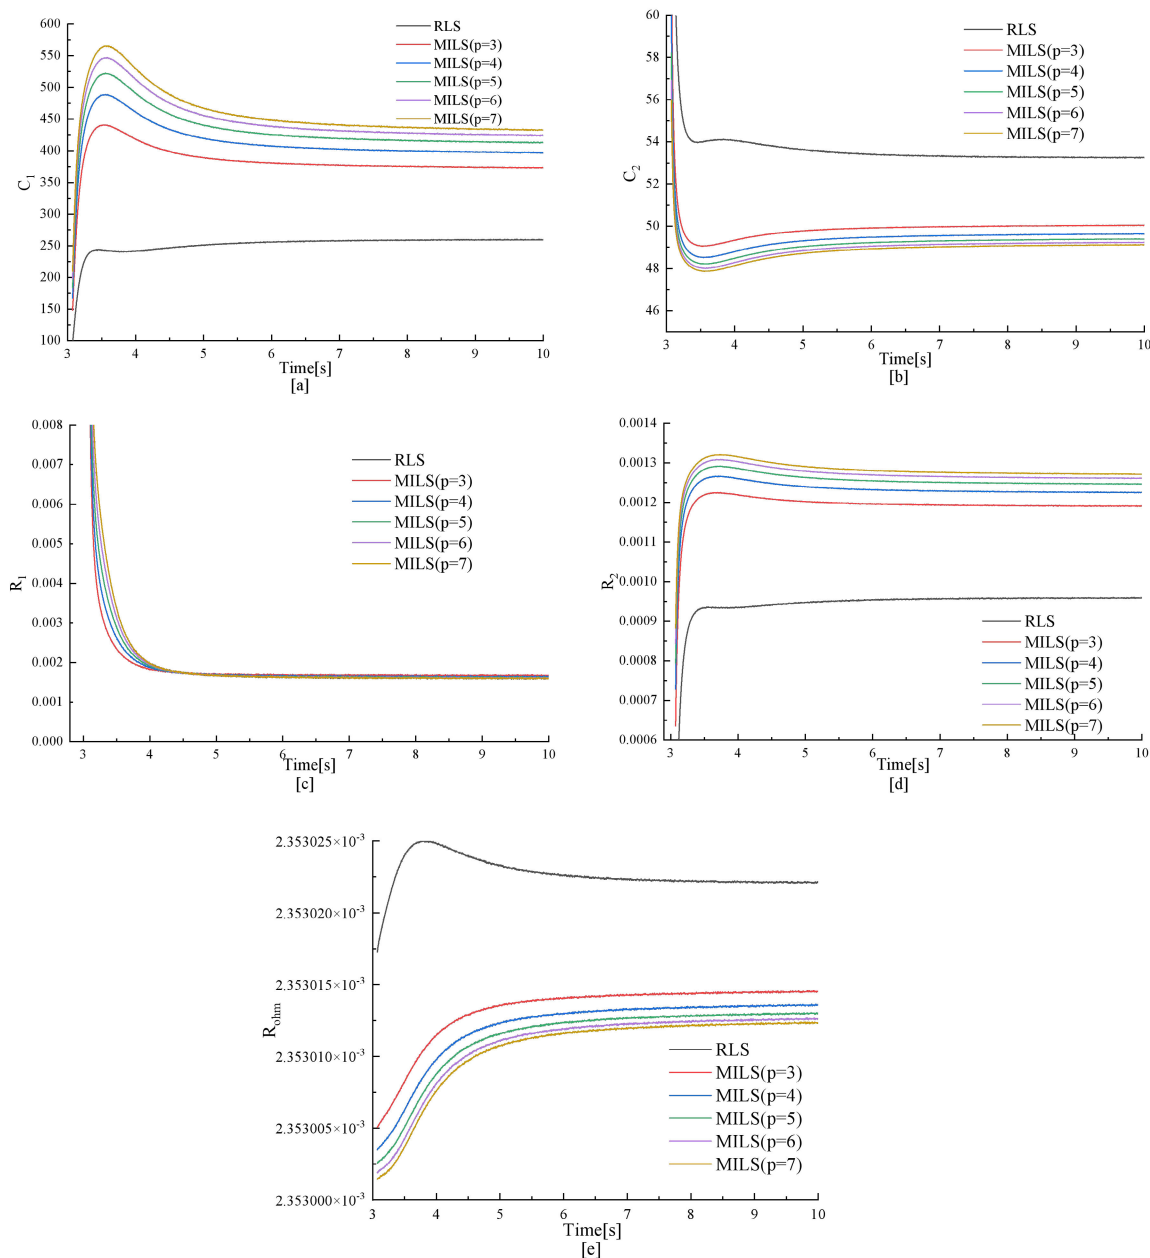 600
550
500
450
400
350
300
250
200
150
100
C1
RLS
MILS(p=3)
MILS(p=4)
MILS(p=5)
MILS(p=6)
MILS(p=7)
3 4 5 6 7 8 9 10
Time[s]
[a]
60
58
56
54
52
50
48
46
C2
RLS
MILS(p=3)
MILS(p=4)
MILS(p=5)
MILS(p=6)
MILS(p=7)
3 4 5 6 7 8 9 10
Time[s]
[b]
0.008
0.007
0.006
0.005
0.004
0.003
0.002
0.001
0.000
R1
RLS
MILS(p=3)
MILS(p=4)
MILS(p=5)
MILS(p=6)
MILS(p=7)
3 4 5 6 7 8 9 10
Time[s]
[c]
0.0014
0.0013
0.0012
0.0011
0.0010
0.0009
0.0008
0.0007
0.0006
R2
RLS
MILS(p=3)
MILS(p=4)
MILS(p=5)
MILS(p=6)
MILS(p=7)
3 4 5 6 7 8 9 10
Time[s]
[d]
2.353025×10-3
2.353020×10-3
2.353015×10-3
2.353010×10-3
2.353005×10-3
2.353000×10-3
Rohm
RLS
MILS(p=3)
MILS(p=4)
MILS(p=5)
MILS(p=6)
MILS(p=7)
3 4 5 6 7 8 9 10
Time[s]
[e]